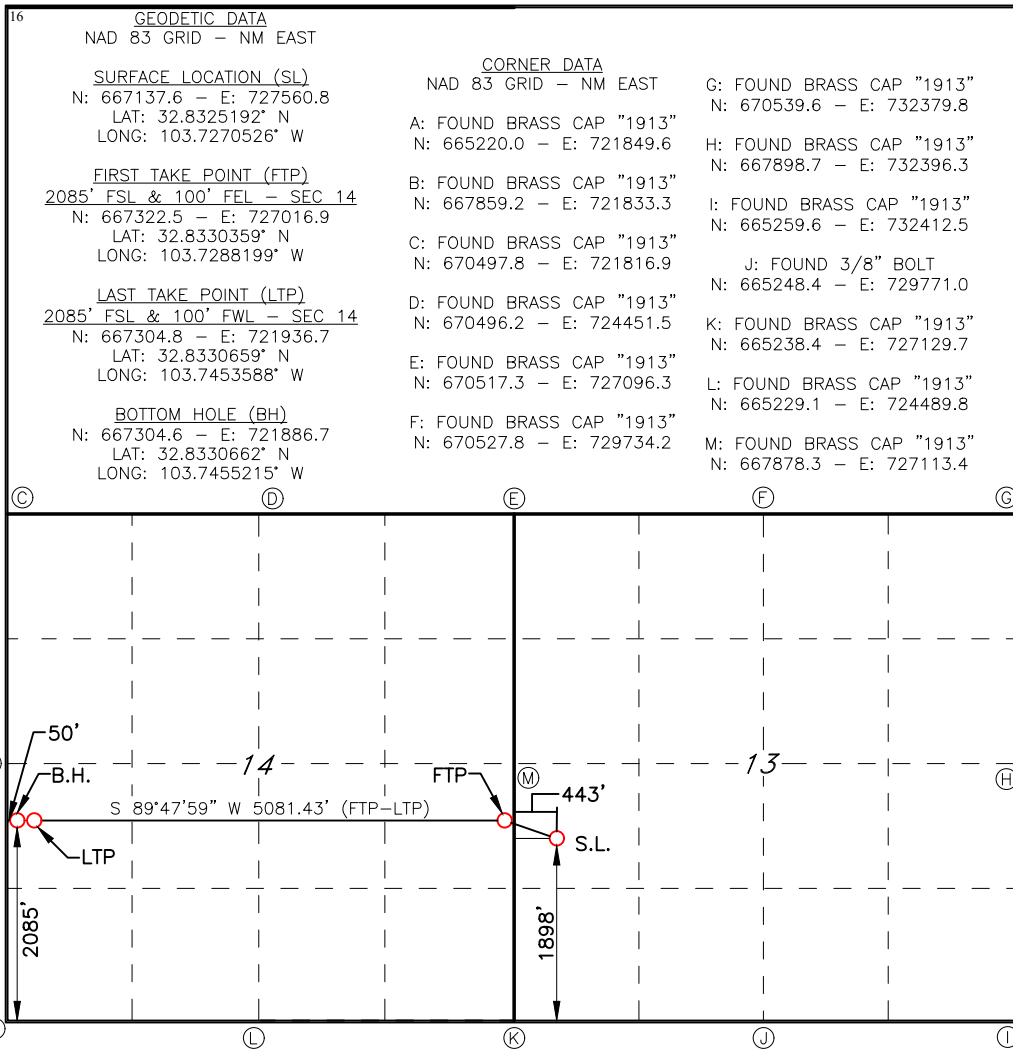 16
GEODETIC DATA
NAD 83 GRID – NM EAST
SURFACE LOCATION (SL)
N: 667137.6 – E: 727560.8
LAT: 32.8325192° N
LONG: 103.7270526° W
FIRST TAKE POINT (FTP)
2085' FSL & 100' FEL – SEC 14
N: 667322.5 – E: 727016.9
LAT: 32.8330359° N
LONG: 103.7288199° W
LAST TAKE POINT (LTP)
2085' FSL & 100' FWL – SEC 14
N: 667304.8 – E: 721936.7
LAT: 32.8330659° N
LONG: 103.7453588° W
BOTTOM HOLE (BH)
N: 667304.6 – E: 721886.7
LAT: 32.8330662° N
LONG: 103.7455215° W
CORNER DATA
NAD 83 GRID – NM EAST
A: FOUND BRASS CAP "1913"
N: 665220.0 – E: 721849.6
B: FOUND BRASS CAP "1913"
N: 667859.2 – E: 721833.3
C: FOUND BRASS CAP "1913"
N: 670497.8 – E: 721816.9
D: FOUND BRASS CAP "1913"
N: 670496.2 – E: 724451.5
E: FOUND BRASS CAP "1913"
N: 670517.3 – E: 727096.3
F: FOUND BRASS CAP "1913"
N: 670527.8 – E: 729734.2
G: FOUND BRASS CAP "1913"
N: 670539.6 – E: 732379.8
H: FOUND BRASS CAP "1913"
N: 667898.7 – E: 732396.3
I: FOUND BRASS CAP "1913"
N: 665259.6 – E: 732412.5
J: FOUND 3/8" BOLT
N: 665248.4 – E: 729771.0
K: FOUND BRASS CAP "1913"
N: 665238.4 – E: 727129.7
L: FOUND BRASS CAP "1913"
N: 665229.1 – E: 724489.8
M: FOUND BRASS CAP "1913"
N: 667878.3 – E: 727113.4
C D E F G
50'
B.H. 14 FTP M 13 H
443'
S 89°47'59" W 5081.43' (FTP–LTP)
LTP S.L.
2085' 1898'
L K J I